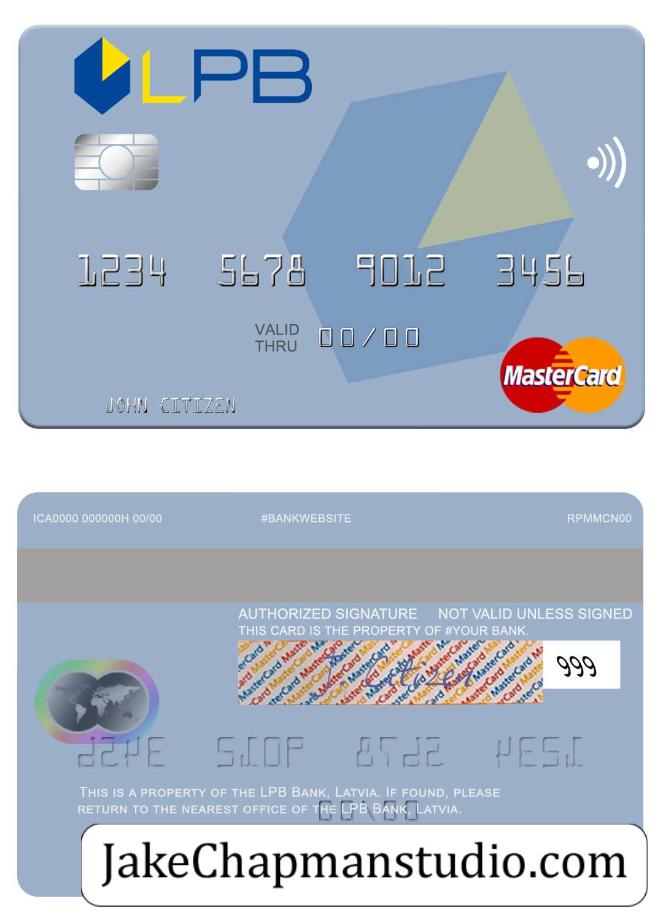 LPB
1234 5678 9012 3456
VALID
THRU 00/00
MasterCard
JOHN CITIZEN
ICA0000 000000H 00/00 #BANKWEBSITE RPMMCN00
AUTHORIZED SIGNATURE NOT VALID UNLESS SIGNED
THIS CARD IS THE PROPERTY OF #YOUR BANK.
J. Citizen 999
THIS IS A PROPERTY OF THE LPB BANK, LATVIA. IF FOUND, PLEASE
RETURN TO THE NEAREST OFFICE OF THE LPB BANK, LATVIA.
JakeChapmanstudio.com